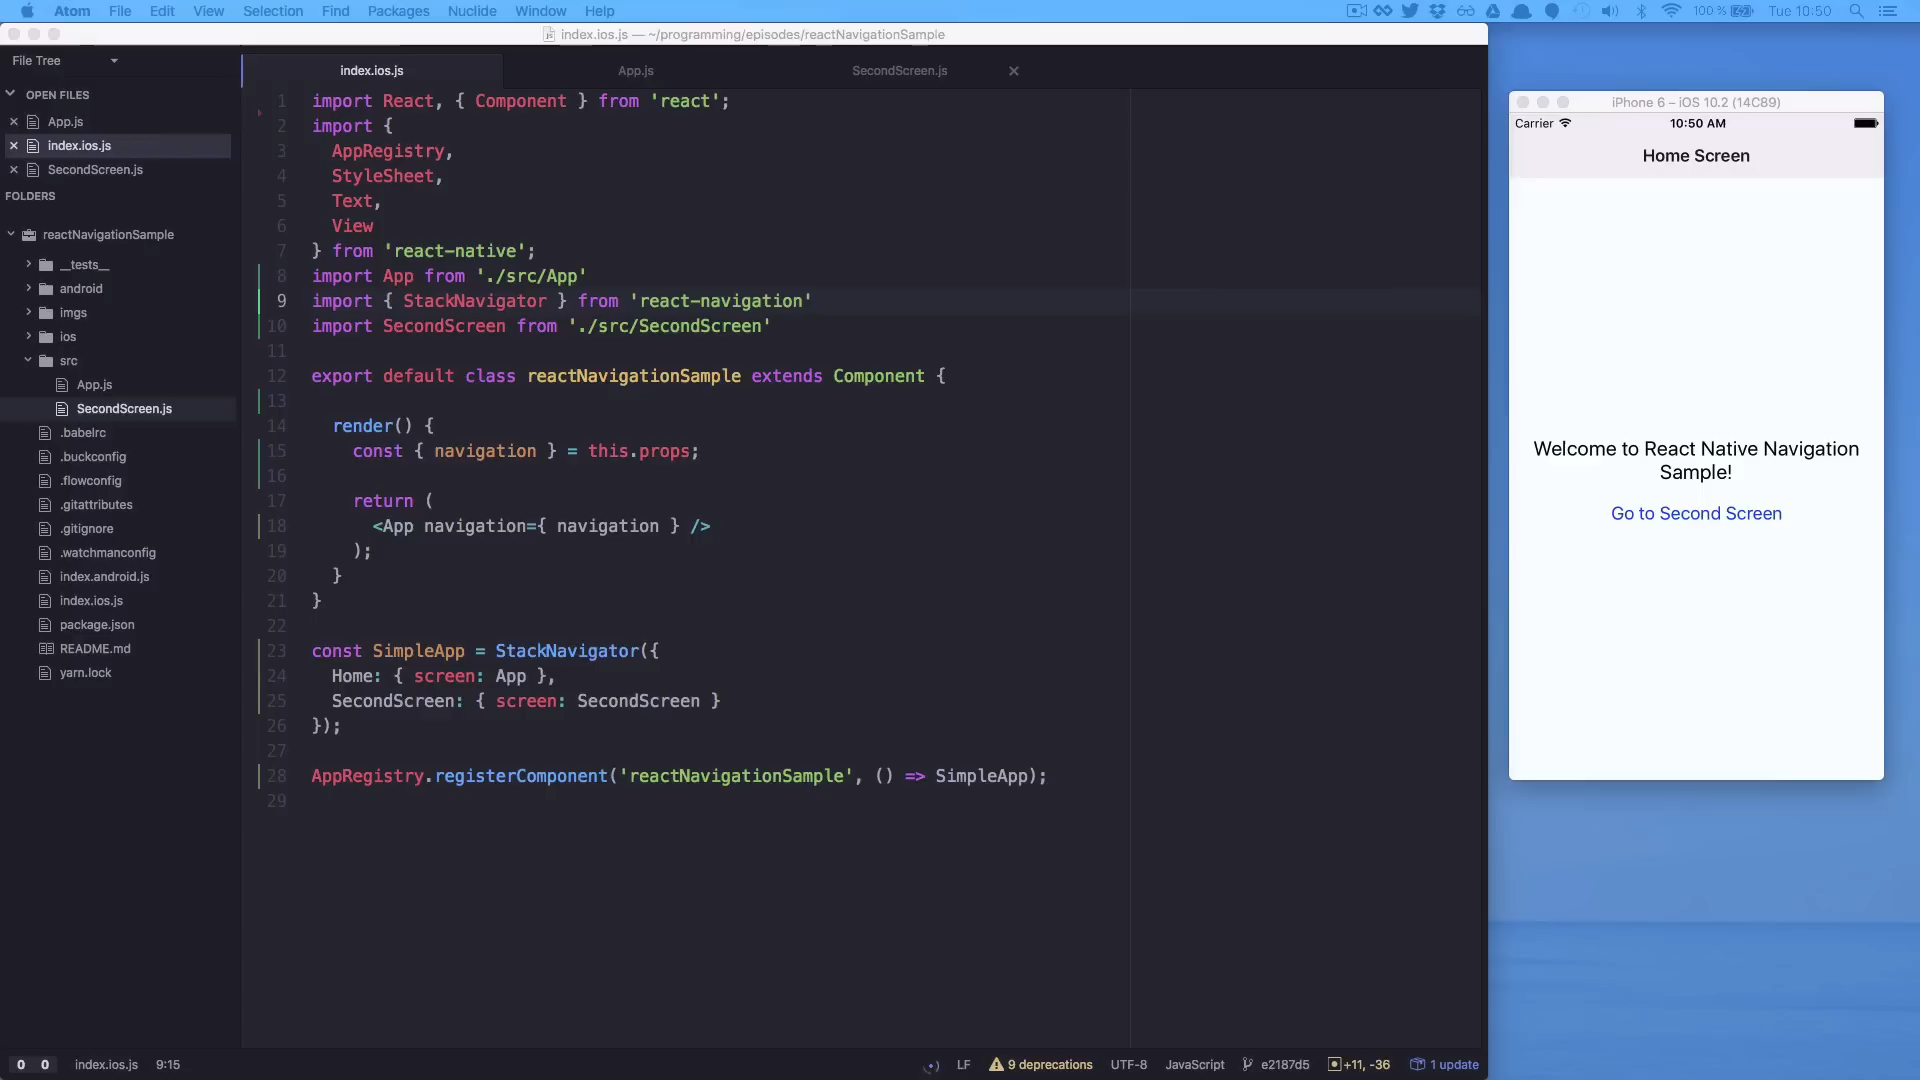 Atom File Edit View Selection Find Packages Nuclide Window Help
100% Tue 10:50
index.ios.js — ~/programming/episodes/reactNavigationSample
File Tree
index.ios.js
App.js
SecondScreen.js
OPEN FILES
App.js
index.ios.js
SecondScreen.js
FOLDERS
reactNavigationSample
__tests__
android
imgs
ios
src
App.js
SecondScreen.js
.babelrc
.buckconfig
.flowconfig
.gitattributes
.gitignore
.watchmanconfig
index.android.js
index.ios.js
package.json
README.md
yarn.lock
1 import React, { Component } from 'react';
2 import {
3 AppRegistry,
4 StyleSheet,
5 Text,
6 View
7 } from 'react-native';
8 import App from './src/App'
9 import { StackNavigator } from 'react-navigation'
10 import SecondScreen from './src/SecondScreen'
11
12 export default class reactNavigationSample extends Component {
13
14 render() {
15 const { navigation } = this.props;
16
17 return (
18 <App navigation={ navigation } />
19 );
20 }
21 }
22
23 const SimpleApp = StackNavigator({
24 Home: { screen: App },
25 SecondScreen: { screen: SecondScreen }
26 });
27
28 AppRegistry.registerComponent('reactNavigationSample', () => SimpleApp);
29
iPhone 6 – iOS 10.2 (14C89)
Carrier 10:50 AM
Home Screen
Welcome to React Native Navigation
Sample!
Go to Second Screen
0 0 index.ios.js 9:15
LF 9 deprecations UTF-8 JavaScript e2187d5 +11, -36 1 update